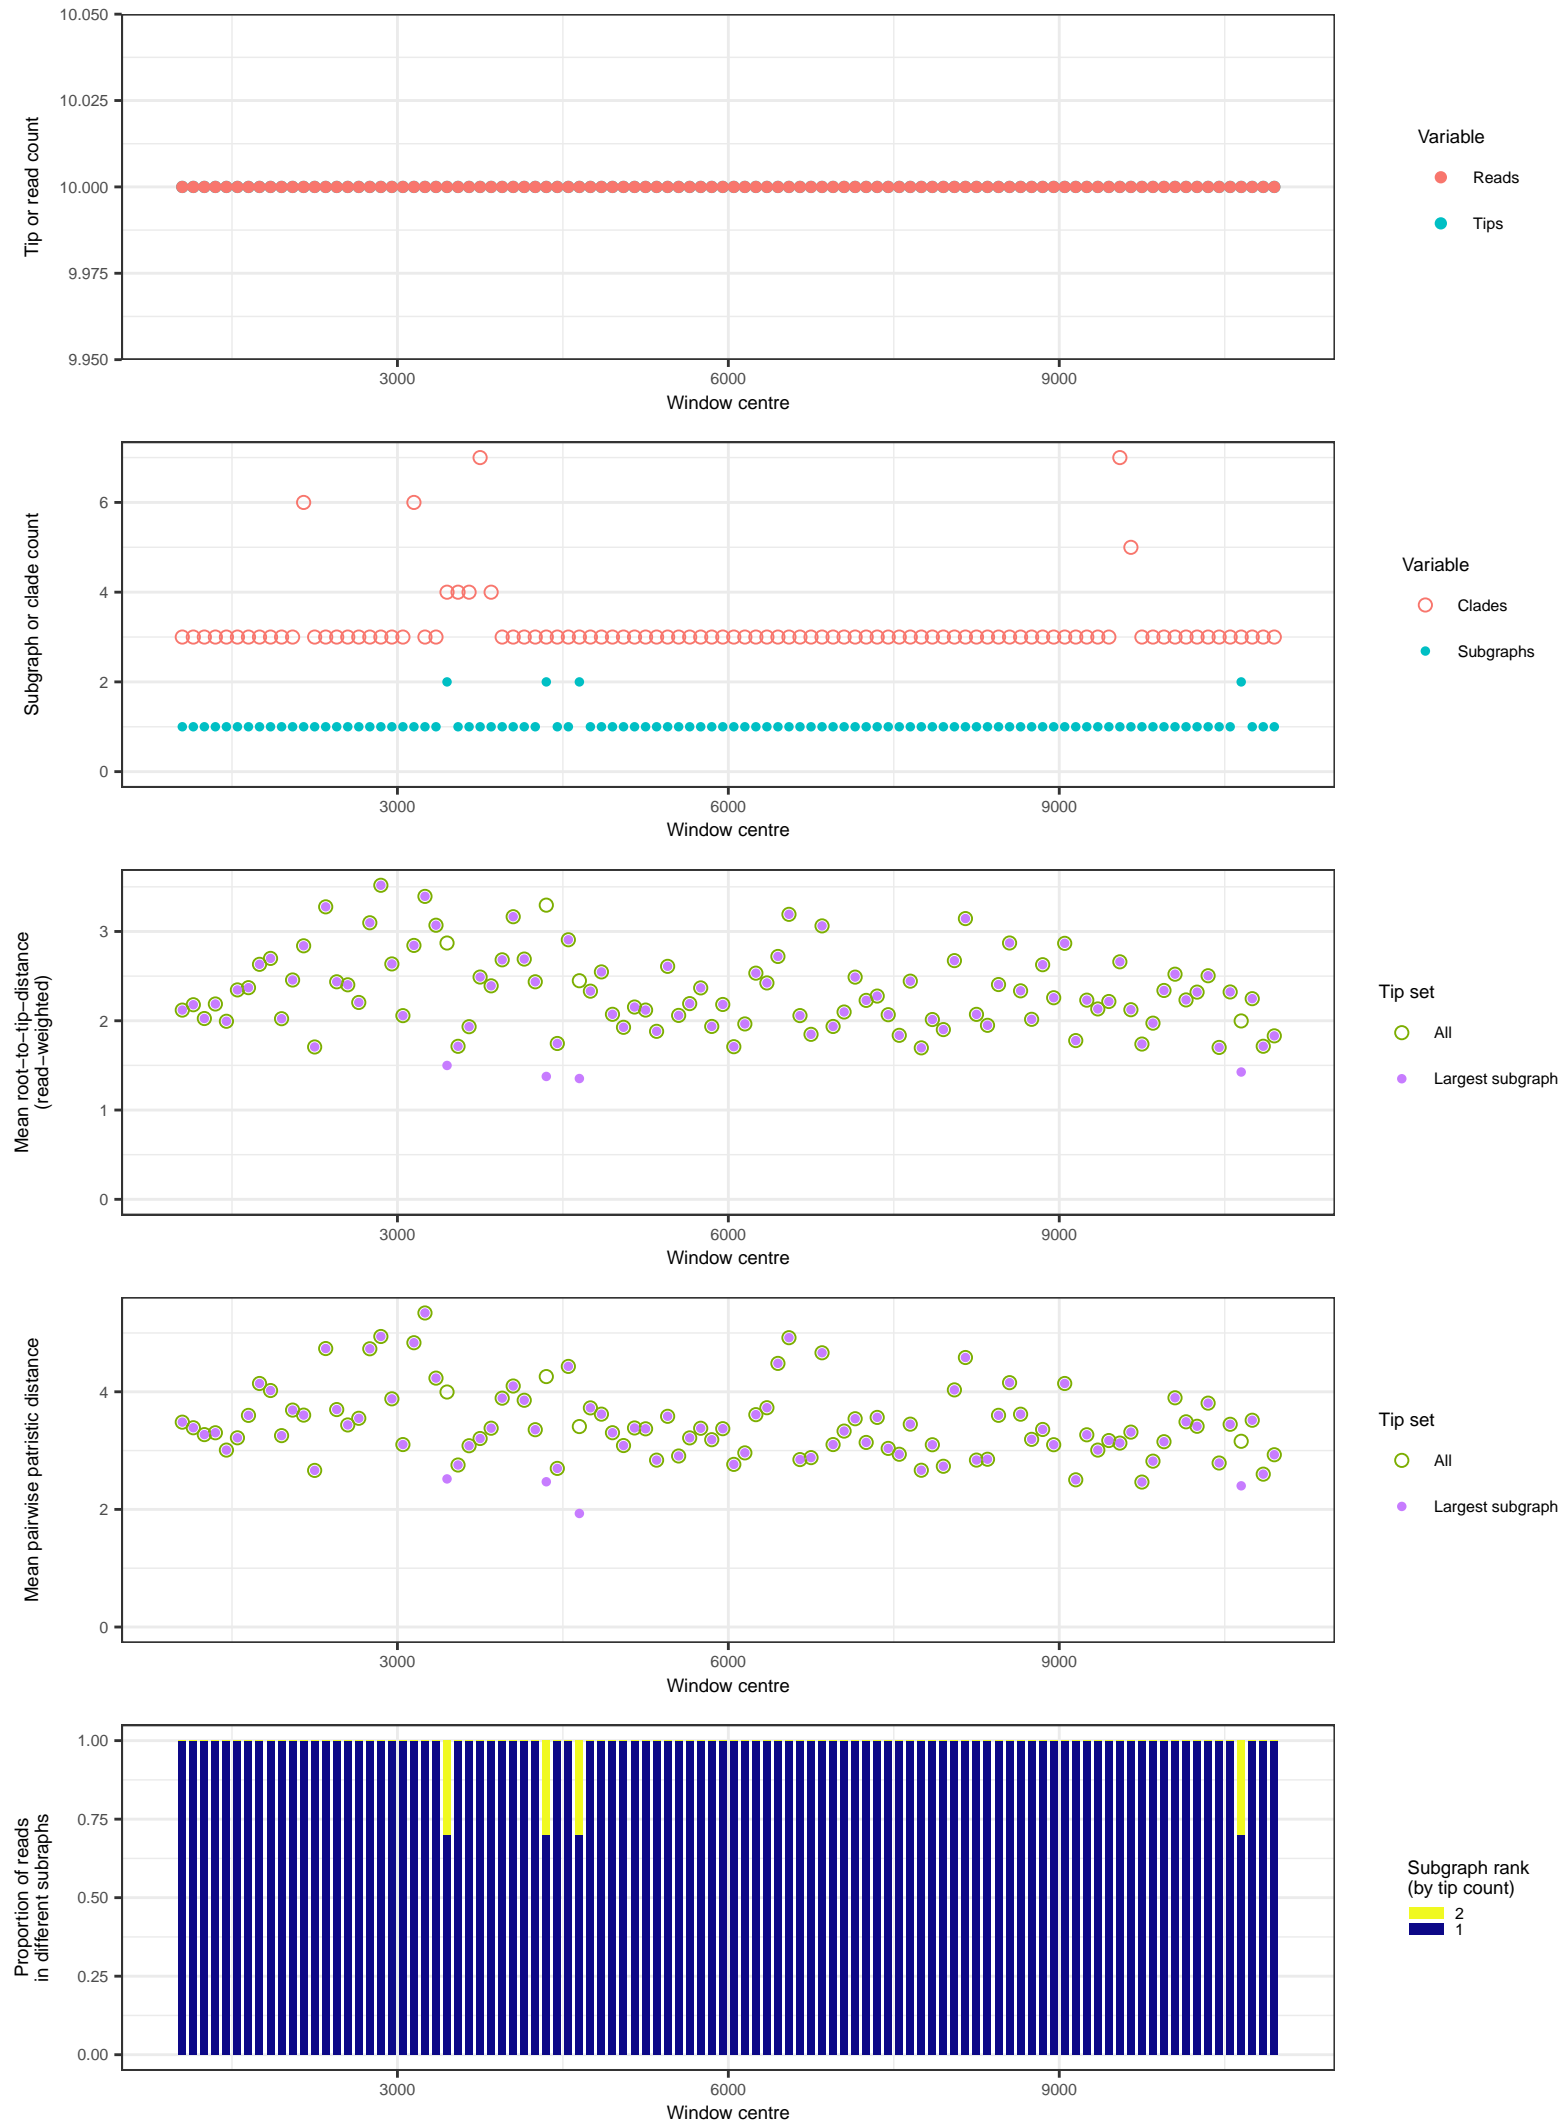 10.050
10.025
10.000
9.975
9.950
Tip or read count
3000
6000
9000
Window centre
Variable
Reads
Tips
6
4
2
0
Subgraph or clade count
3000
6000
9000
Window centre
Variable
Clades
Subgraphs
3
2
1
0
Mean root−to−tip−distance
(read−weighted)
3000
6000
9000
Window centre
Tip set
All
Largest subgraph
4
2
0
Mean pairwise patristic distance
3000
6000
9000
Window centre
Tip set
All
Largest subgraph
1.00
0.75
0.50
0.25
0.00
Proportion of reads
in different subraphs
3000
6000
9000
Window centre
Subgraph rank
(by tip count)
2
1